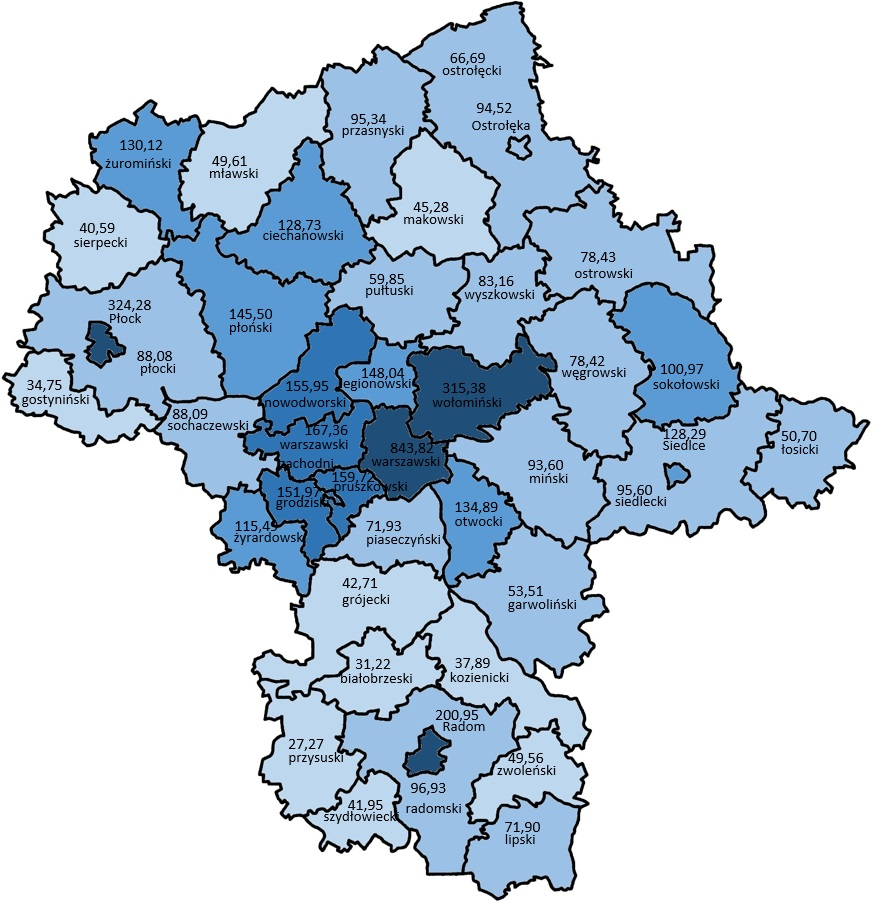 66,69
ostrołęcki
94,52
Ostrołęka
95,34
przasnyski
130,12
żuromiński
49,61
mławski
45,28
makowski
40,59
sierpecki
128,73
ciechanowski
78,43
ostrowski
59,85
pułtuski
83,16
wyszkowski
324,28
Płock
145,50
płoński
88,08
płocki
78,42
węgrowski
100,97
sokołowski
148,04
legionowski
34,75
gostyniński
155,95
nowodworski
315,38
wołomiński
88,09
sochaczewski
167,36
warszawski
zachodni
843,82
warszawski
128,29
Siedlce
50,70
łosicki
93,60
miński
95,60
siedlecki
159,72
pruszkowski
151,97
grodziski
134,89
otwocki
115,45
żyrardowski
71,93
piaseczyński
42,71
grójecki
53,51
garwoliński
31,22
białobrzeski
37,89
kozienicki
200,95
Radom
27,27
przysuski
49,56
zwoleński
96,93
radomski
41,95
szydłowiecki
71,90
lipski